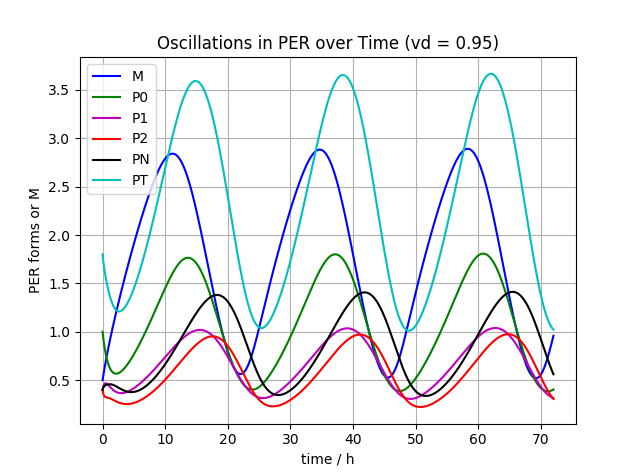 Oscillations in PER over Time (vd = 0.95)
M
P0
P1
P2
PN
PT
PER forms or M
3.5
3.0
2.5
2.0
1.5
1.0
0.5
0 10 20 30 40 50 60 70
time / h